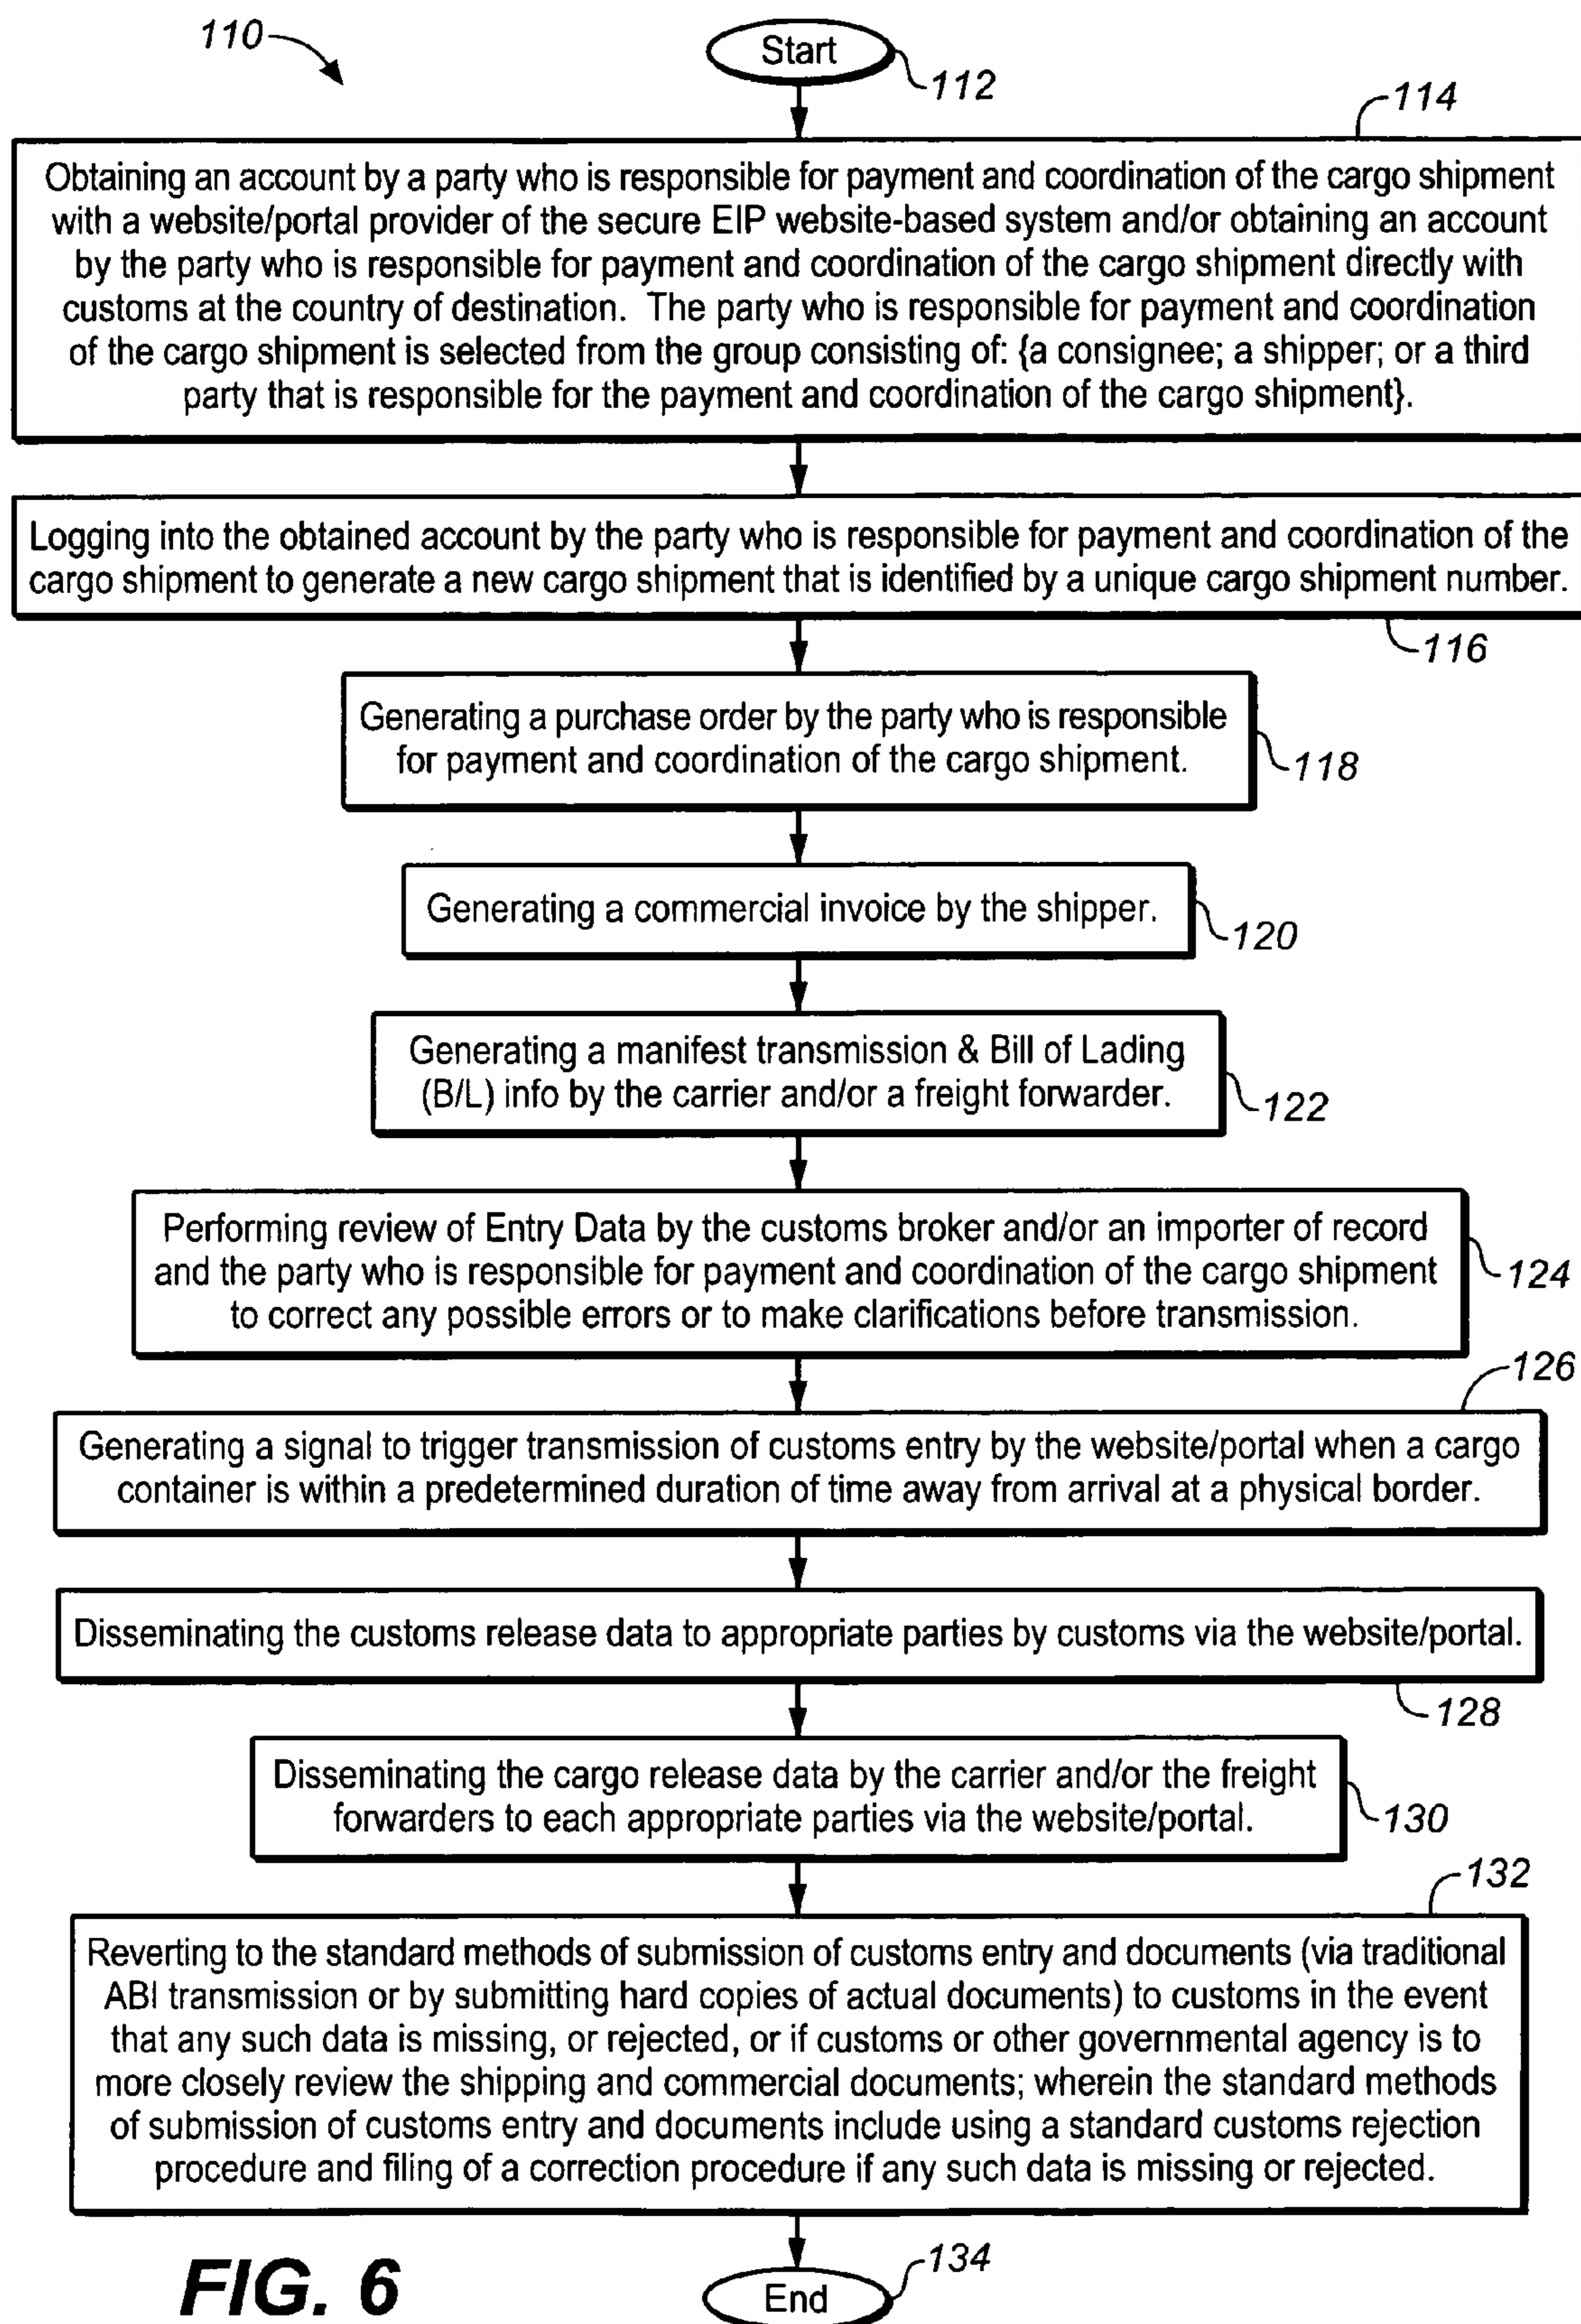 110
Start
112
114
Obtaining an account by a party who is responsible for payment and coordination of the cargo shipment
with a website/portal provider of the secure EIP website-based system and/or obtaining an account
by the party who is responsible for payment and coordination of the cargo shipment directly with
customs at the country of destination. The party who is responsible for payment and coordination
of the cargo shipment is selected from the group consisting of: {a consignee; a shipper; or a third
party that is responsible for the payment and coordination of the cargo shipment}.
Logging into the obtained account by the party who is responsible for payment and coordination of the
cargo shipment to generate a new cargo shipment that is identified by a unique cargo shipment number.
116
Generating a purchase order by the party who is responsible
for payment and coordination of the cargo shipment.
118
Generating a commercial invoice by the shipper.
120
Generating a manifest transmission & Bill of Lading
(B/L) info by the carrier and/or a freight forwarder.
122
Performing review of Entry Data by the customs broker and/or an importer of record
and the party who is responsible for payment and coordination of the cargo shipment
to correct any possible errors or to make clarifications before transmission.
124
126
Generating a signal to trigger transmission of customs entry by the website/portal when a cargo
container is within a predetermined duration of time away from arrival at a physical border.
Disseminating the customs release data to appropriate parties by customs via the website/portal.
128
Disseminating the cargo release data by the carrier and/or the freight
forwarders to each appropriate parties via the website/portal.
130
132
Reverting to the standard methods of submission of customs entry and documents (via traditional
ABI transmission or by submitting hard copies of actual documents) to customs in the event
that any such data is missing, or rejected, or if customs or other governmental agency is to
more closely review the shipping and commercial documents; wherein the standard methods
of submission of customs entry and documents include using a standard customs rejection
procedure and filing of a correction procedure if any such data is missing or rejected.
134
End
FIG. 6